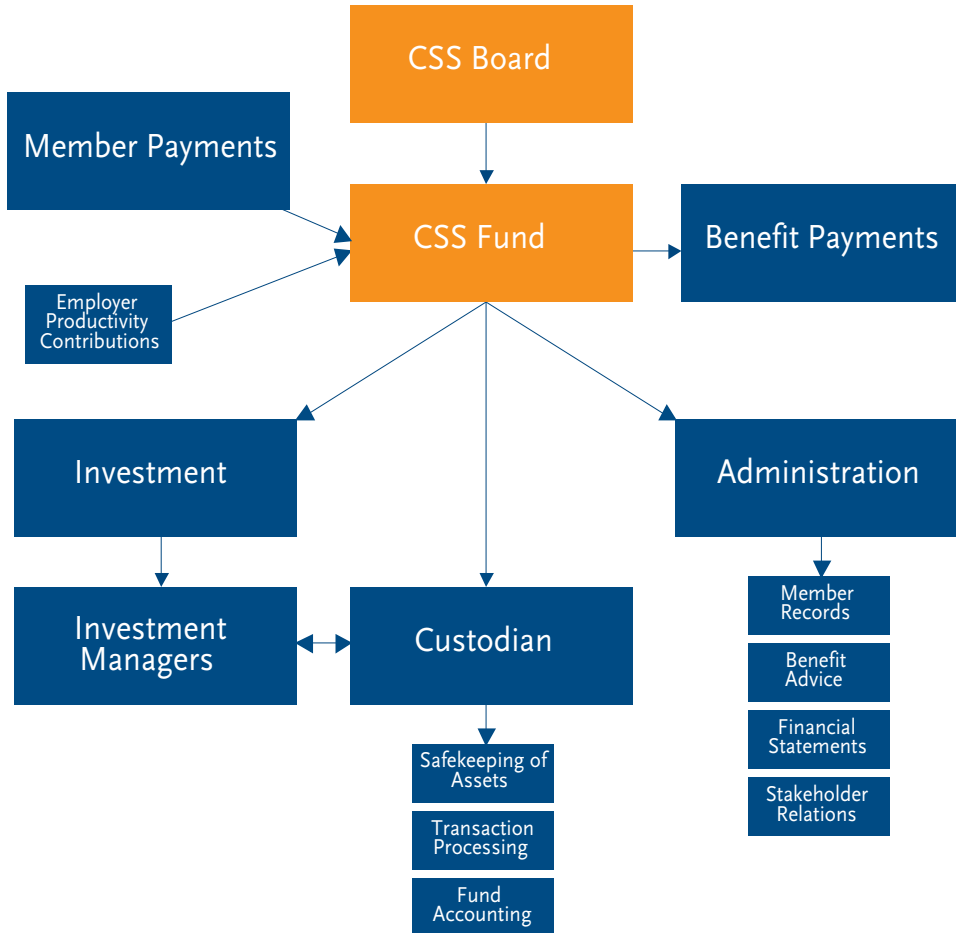 CSS Board
Member Payments
CSS Fund
Benefit Payments
Employer
Productivity
Contributions
Investment
Administration
Investment
Managers
Custodian
Member
Records
Benefit
Advice
Financial
Statements
Stakeholder
Relations
Safekeeping of
Assets
Transaction
Processing
Fund
Accounting